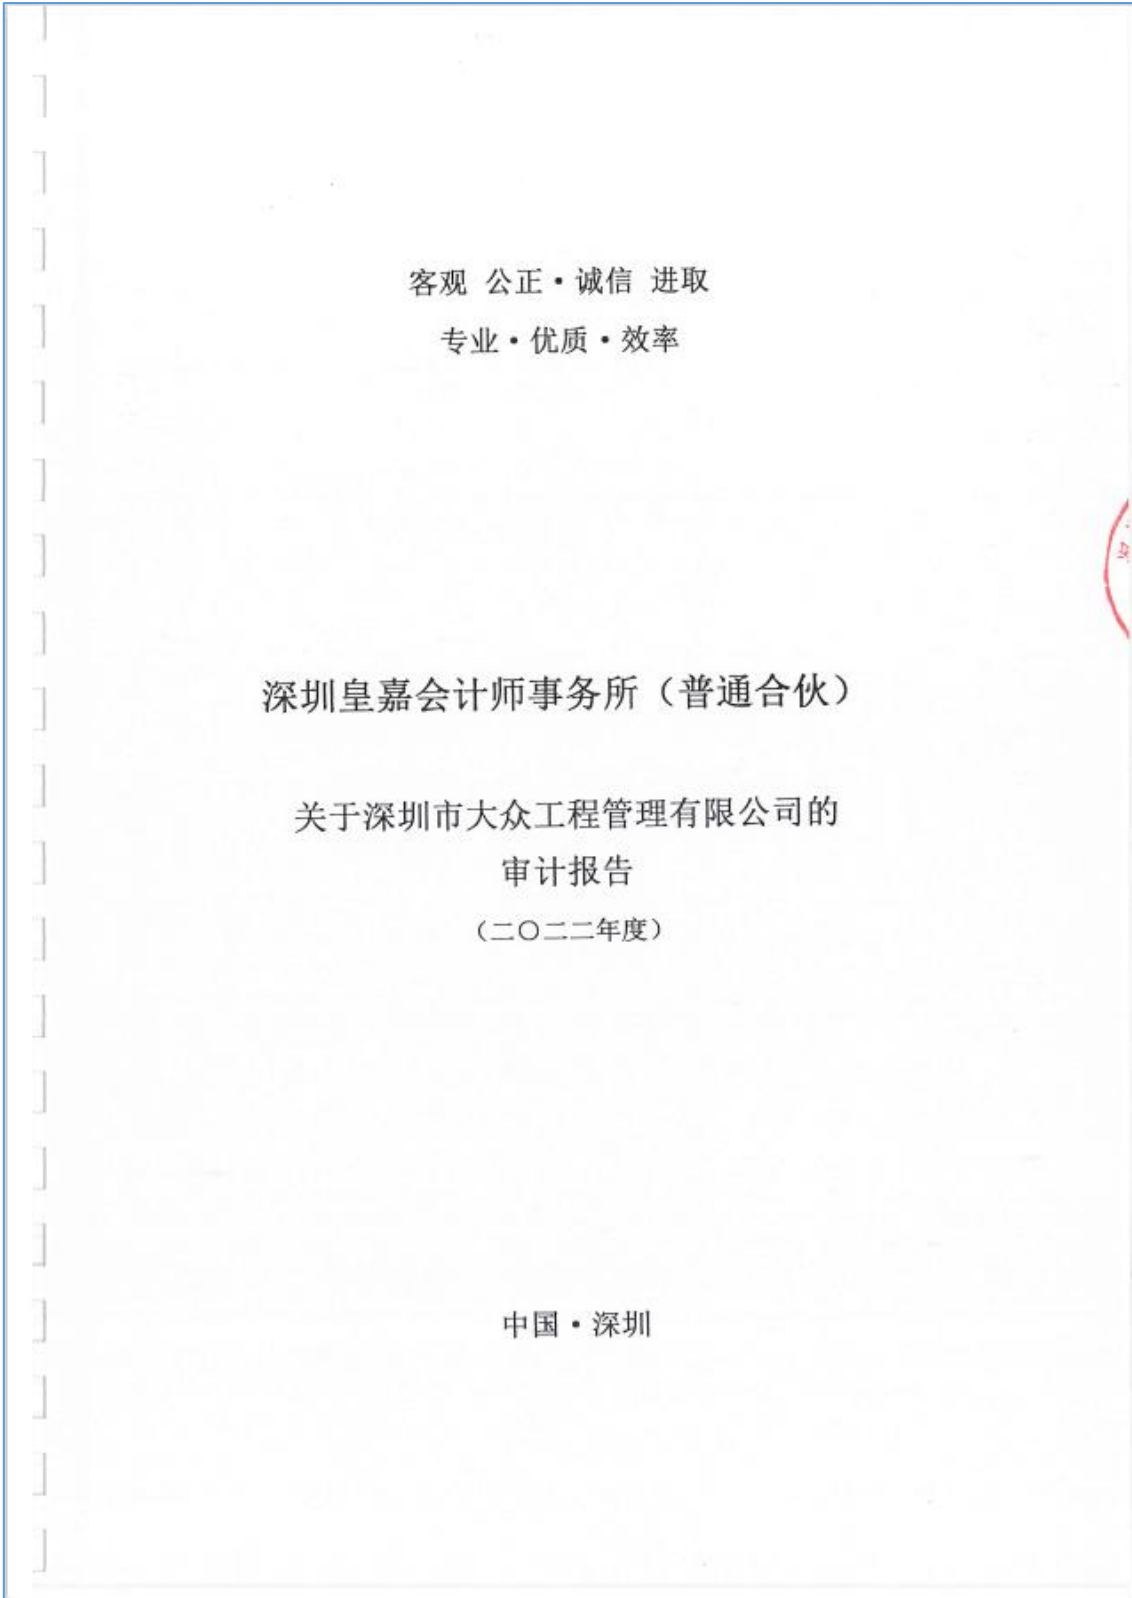 客观 公正·诚信 进取
专业·优质·效率
深圳皇嘉会计师事务所（普通合伙）
关于深圳市大众工程管理有限公司的
审计报告
（二〇二二年度）
中国·深圳